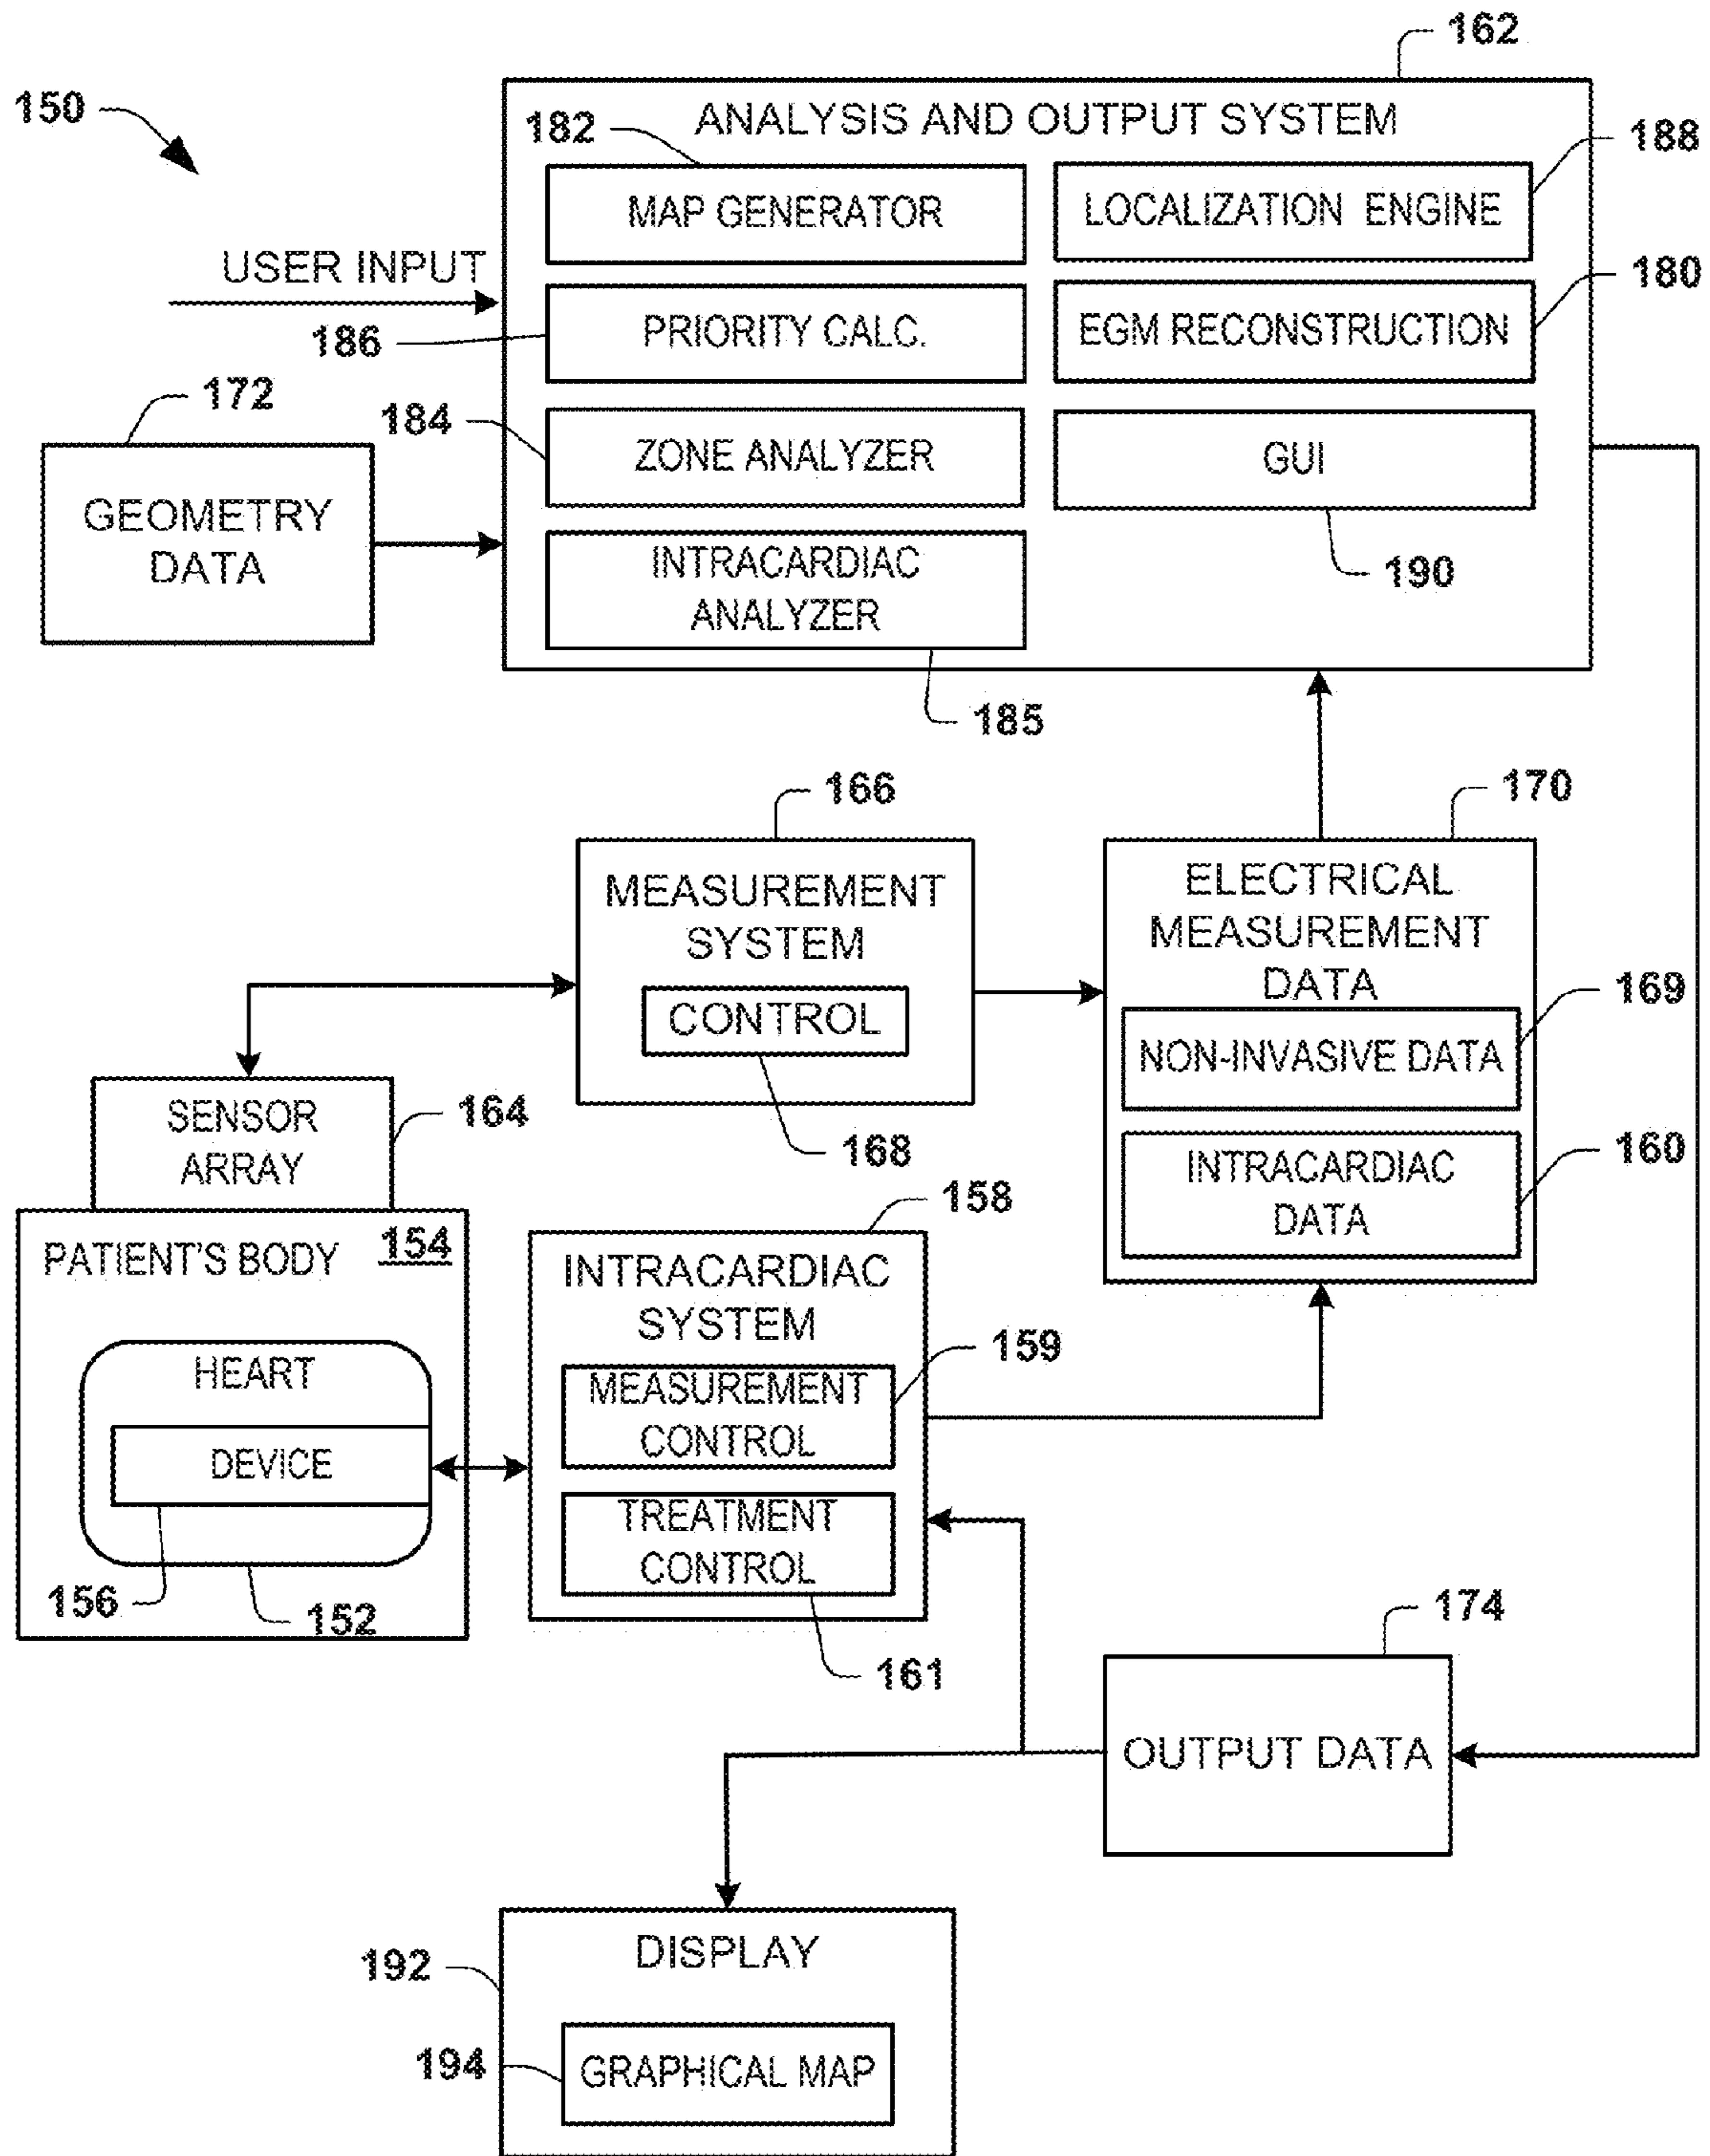 162
150
ANALYSIS AND OUTPUT SYSTEM
182
188
MAP GENERATOR
LOCALIZATION ENGINE
USER INPUT
180
186
PRIORITY CALC.
EGM RECONSTRUCTION
172
184
ZONE ANALYZER
GUI
GEOMETRY
DATA
INTRACARDIAC
ANALYZER
190
185
166
170
MEASUREMENT
SYSTEM
CONTROL
168
ELECTRICAL
MEASUREMENT
DATA
169
NON-INVASIVE DATA
160
INTRACARDIAC
DATA
SENSOR
ARRAY
164
PATIENT'S BODY
154
158
INTRACARDIAC
SYSTEM
159
HEART
DEVICE
MEASUREMENT
CONTROL
TREATMENT
CONTROL
156
152
161
174
OUTPUT DATA
192
DISPLAY
194
GRAPHICAL MAP